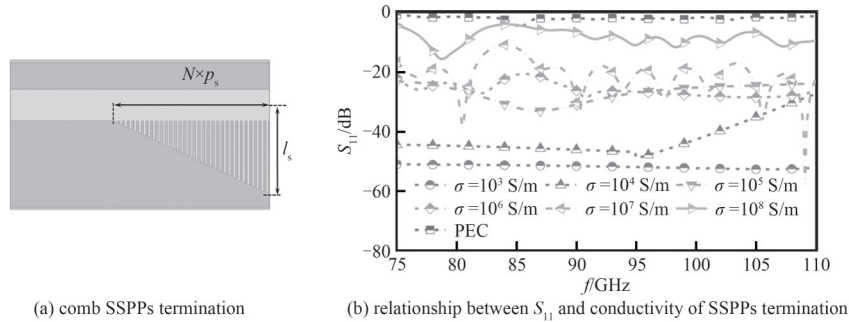 N×pₛ
lₛ
(a) comb SSPPs termination
0
−20
−40
−60
−80
S₁₁/dB
σ=10³ S/m σ=10⁴ S/m σ=10⁵ S/m
σ=10⁶ S/m σ=10⁷ S/m σ=10⁸ S/m
PEC
75 80 85 90 95 100 105 110
f/GHz
(b) relationship between S₁₁ and conductivity of SSPPs termination